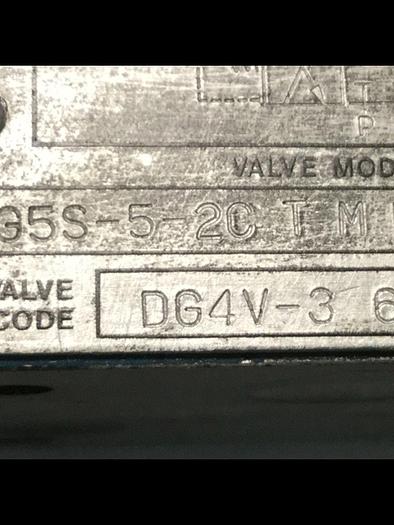 T
P
VALVE MOD
G5S-5-2C T M
VALVE
CODE
DG4V-3 6